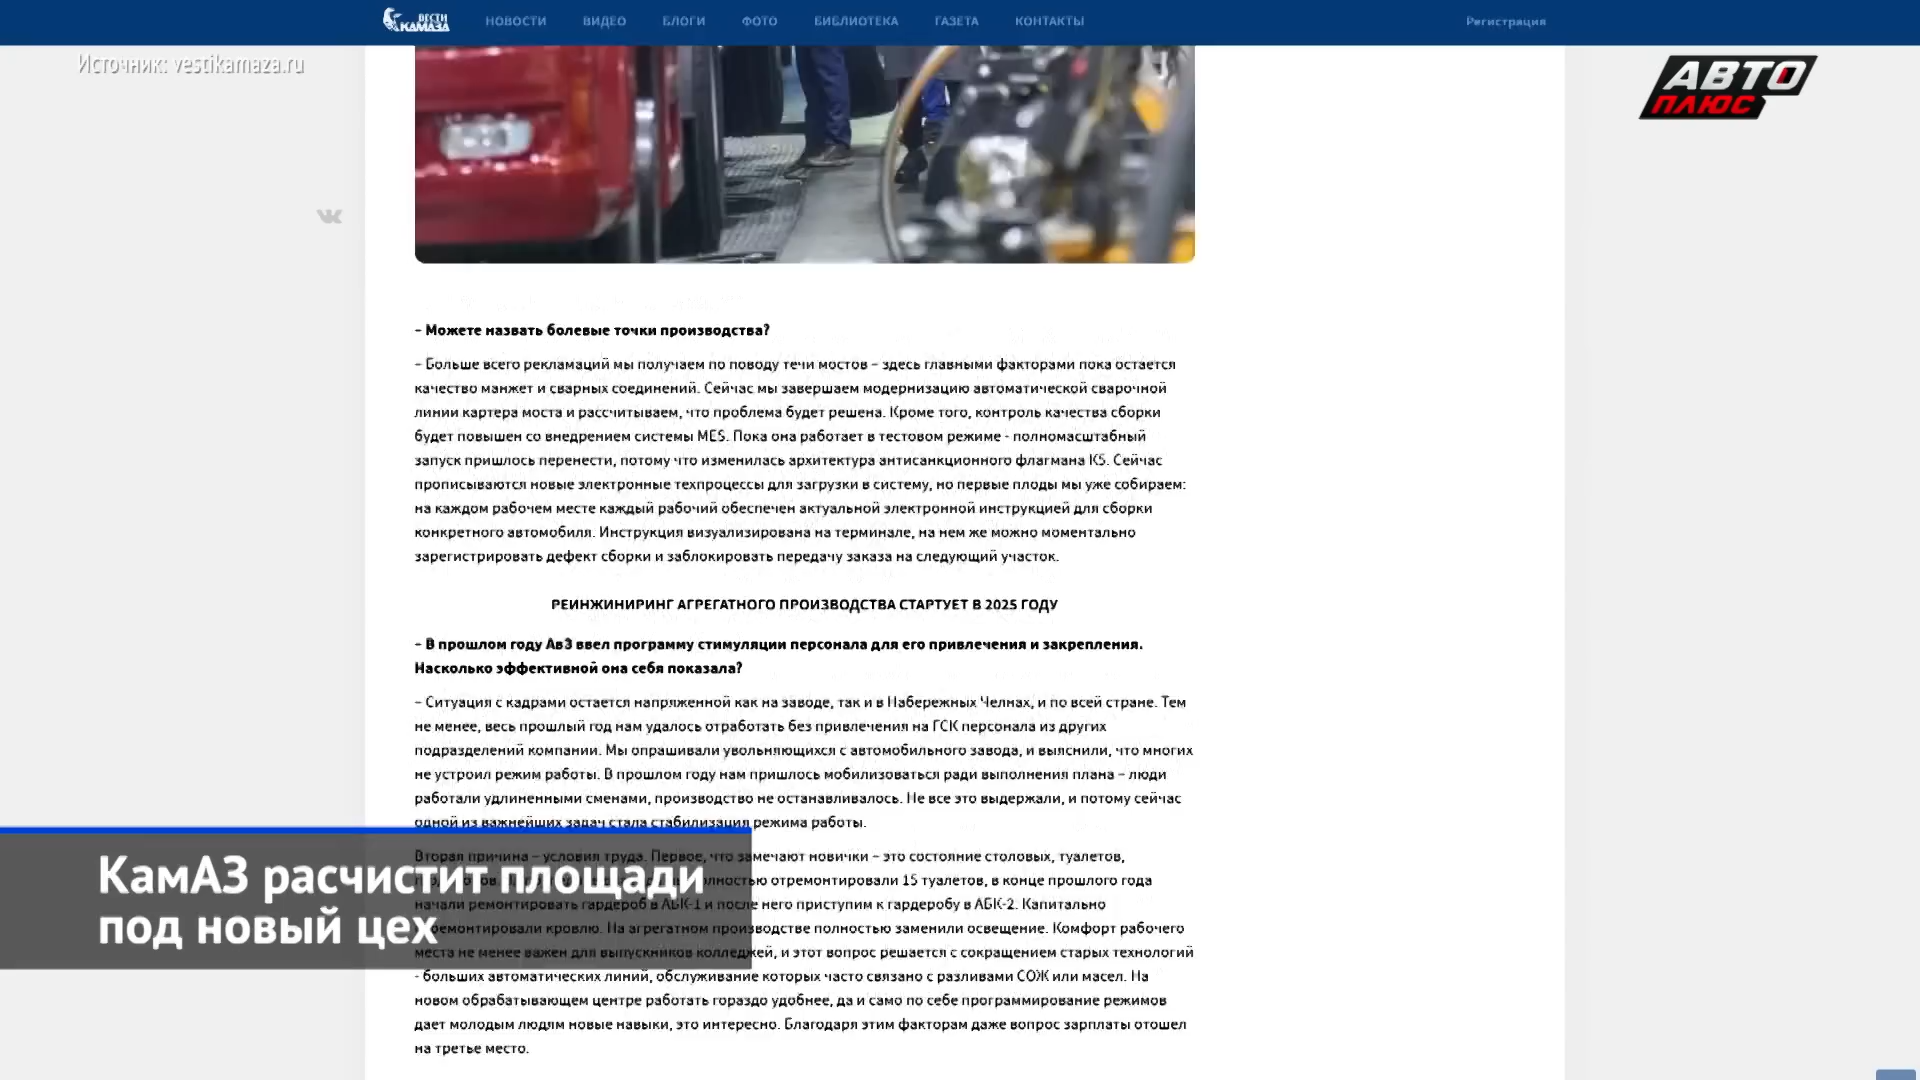 ВЕСТИ
КАМАЗА
НОВОСТИ
ВИДЕО
БЛОГИ
ФОТО
БИБЛИОТЕКА
ГАЗЕТА
КОНТАКТЫ
Регистрация
Источник: vestikamaza.ru
АВТО
ПЛЮС
– Можете назвать болевые точки производства?
– Больше всего рекламаций мы получаем по поводу течи мостов – здесь главными факторами пока остается
качество манжет и сварных соединений. Сейчас мы завершаем модернизацию автоматической сварочной
линии картера моста и рассчитываем, что проблема будет решена. Кроме того, контроль качества сборки
будет повышен со внедрением системы MES. Пока она работает в тестовом режиме - полномасштабный
запуск пришлось перенести, потому что изменилась архитектура антисанкционного флагмана К5. Сейчас
прописываются новые электронные техпроцессы для загрузки в систему, но первые плоды мы уже собираем:
на каждом рабочем месте каждый рабочий обеспечен актуальной электронной инструкцией для сборки
конкретного автомобиля. Инструкция визуализирована на терминале, на нем же можно моментально
зарегистрировать дефект сборки и заблокировать передачу заказа на следующий участок.
РЕИНЖИНИРИНГ АГРЕГАТНОГО ПРОИЗВОДСТВА СТАРТУЕТ В 2025 ГОДУ
– В прошлом году АвЗ ввел программу стимуляции персонала для его привлечения и закрепления.
Насколько эффективной она себя показала?
– Ситуация с кадрами остается напряженной как на заводе, так и в Набережных Челнах, и по всей стране. Тем
не менее, весь прошлый год нам удалось отработать без привлечения на ГСК персонала из других
подразделений компании. Мы опрашивали увольняющихся с автомобильного завода, и выяснили, что многих
не устроил режим работы. В прошлом году нам пришлось мобилизоваться ради выполнения плана – люди
работали удлиненными сменами, производство не останавливалось. Не все это выдержали, и потому сейчас
одной из важнейших задач стала стабилизация режима работы.
Вторая причина – условия труда. Первое, что замечают новички – это состояние столовых, туалетов,
отремонтировали 15 туалетов, в конце прошлого года
начали ремонтировать гардероб в АБК-1 и после него приступим к гардеробу в АБК-2. Капитально
отремонтировали кровлю. На агрегатном производстве полностью заменили освещение. Комфорт рабочего
места не менее важен для выпускников колледжей, и этот вопрос решается с сокращением старых технологий
- больших автоматических линий, обслуживание которых часто связано с разливами СОЖ или масел. На
новом обрабатывающем центре работать гораздо удобнее, да и само по себе программирование режимов
дает молодым людям новые навыки, это интересно. Благодаря этим факторам даже вопрос зарплаты отошел
на третье место.
КамАЗ расчистит площади
под новый цех